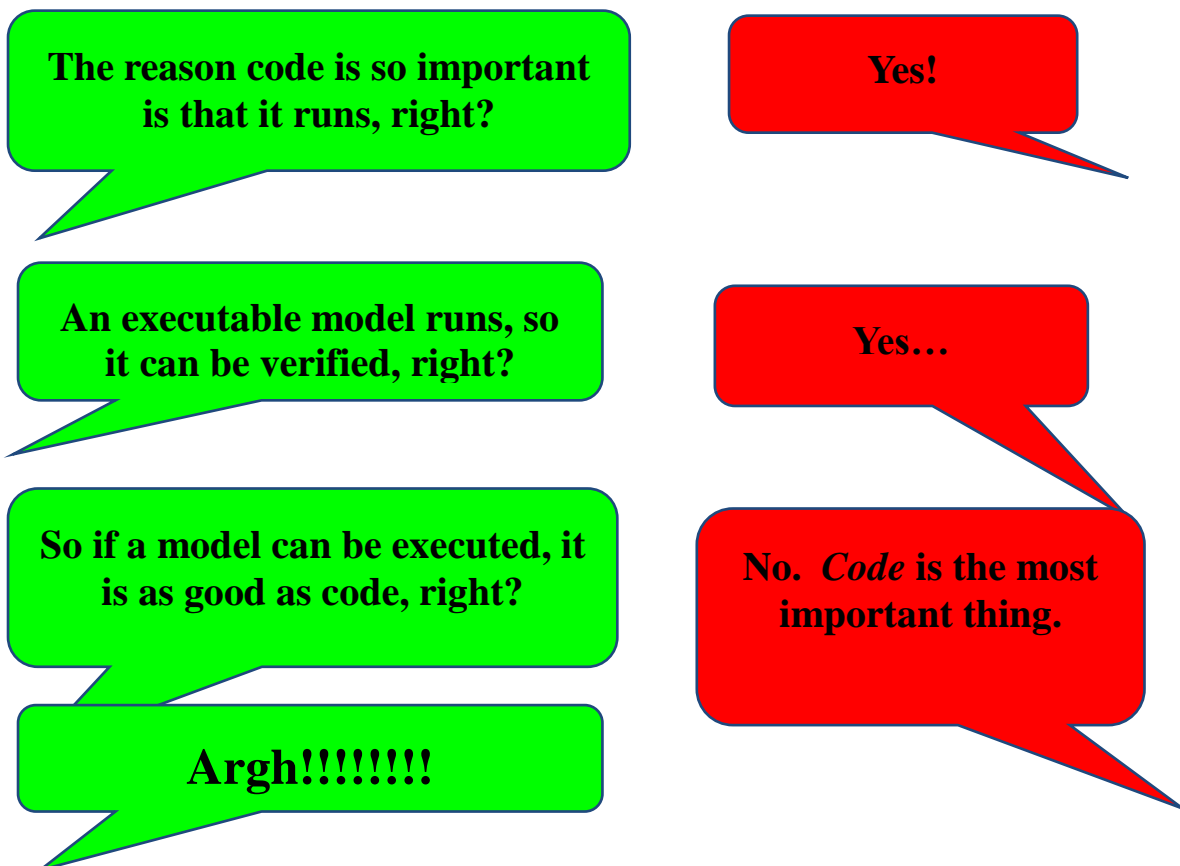 The reason code is so important
is that it runs, right?
Yes!
An executable model runs, so
it can be verified, right?
Yes…
So if a model can be executed, it
is as good as code, right?
No.  Code is the most
important thing.
Argh!!!!!!!!